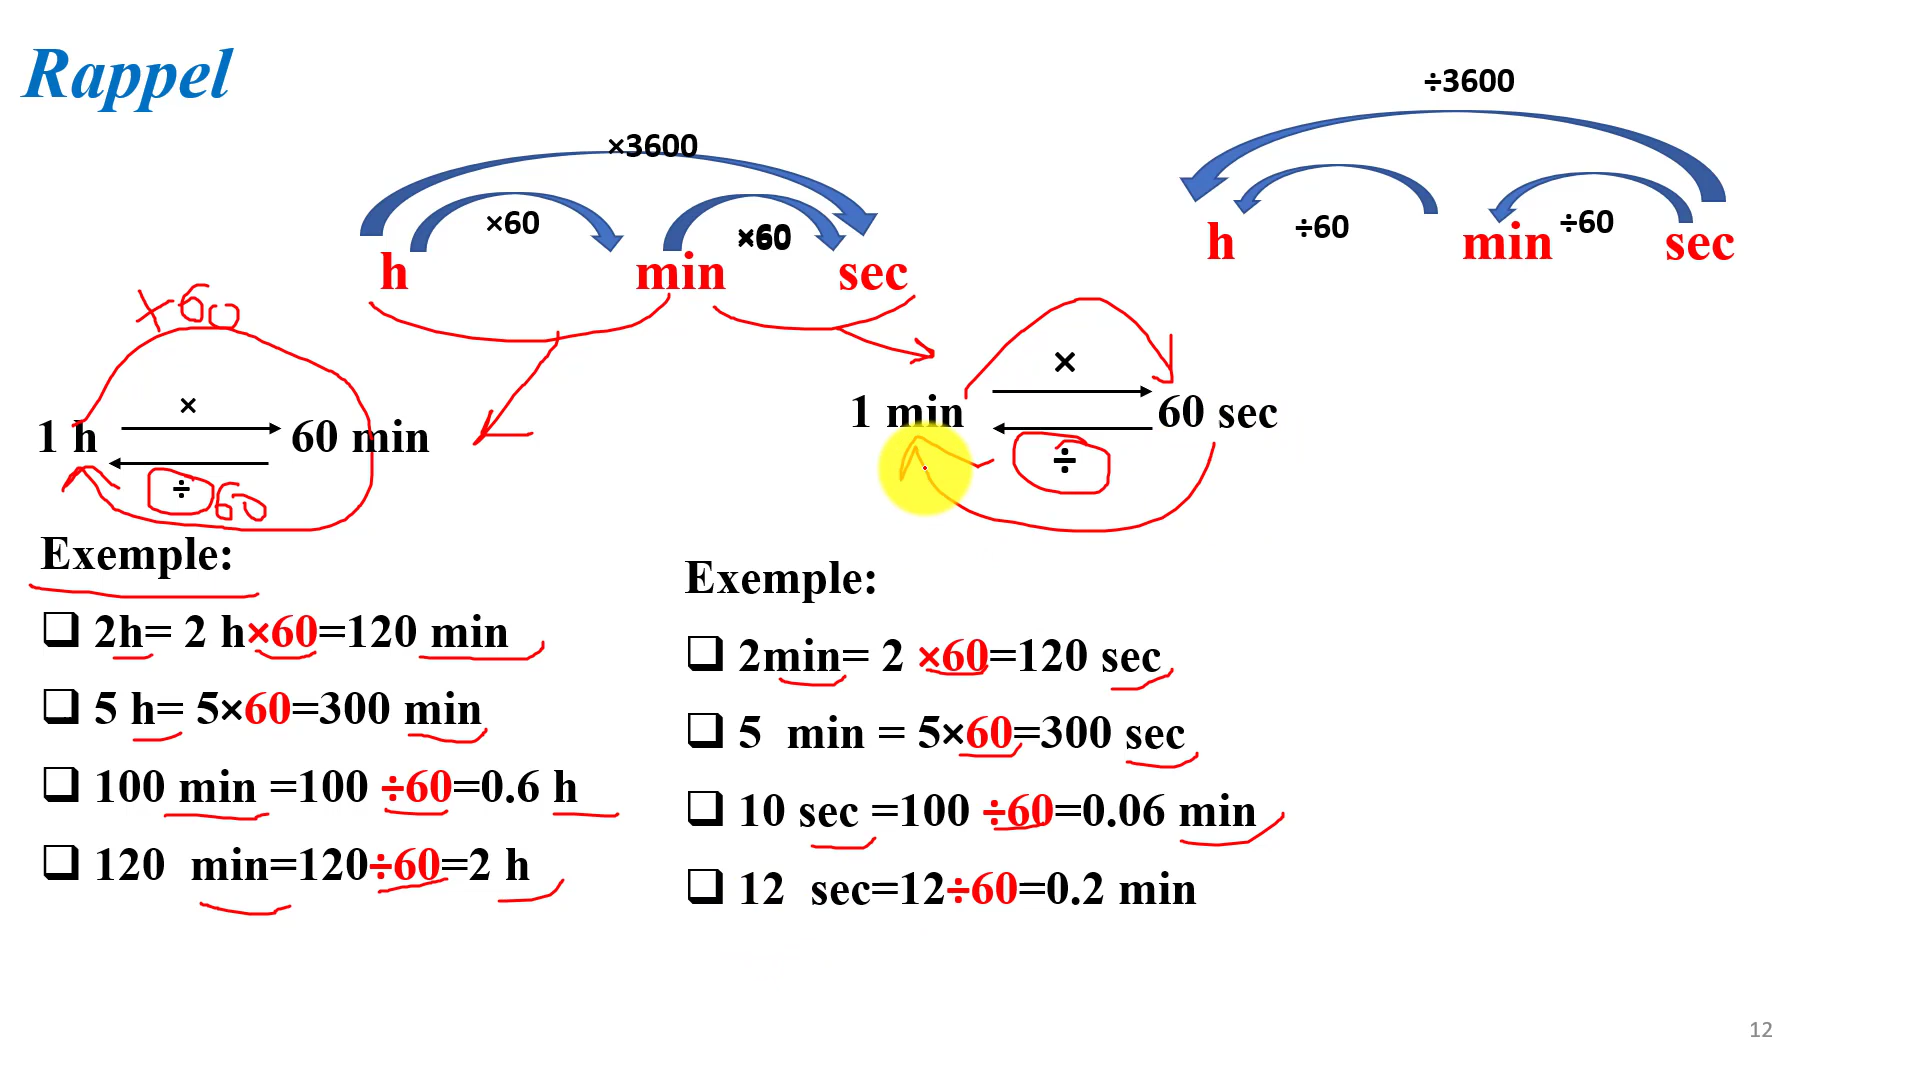 Rappel
÷3600
×3600
×60
×60
÷60
÷60
h min sec
h min sec
×60
×
1 h 60 min
÷ 60
×
1 min 60 sec
÷
Exemple:
2h= 2 h×60=120 min
5 h= 5×60=300 min
100 min =100 ÷60=0.6 h
120 min=120÷60=2 h
Exemple:
2min= 2 ×60=120 sec
5 min = 5×60=300 sec
10 sec =100 ÷60=0.06 min
12 sec=12÷60=0.2 min
12